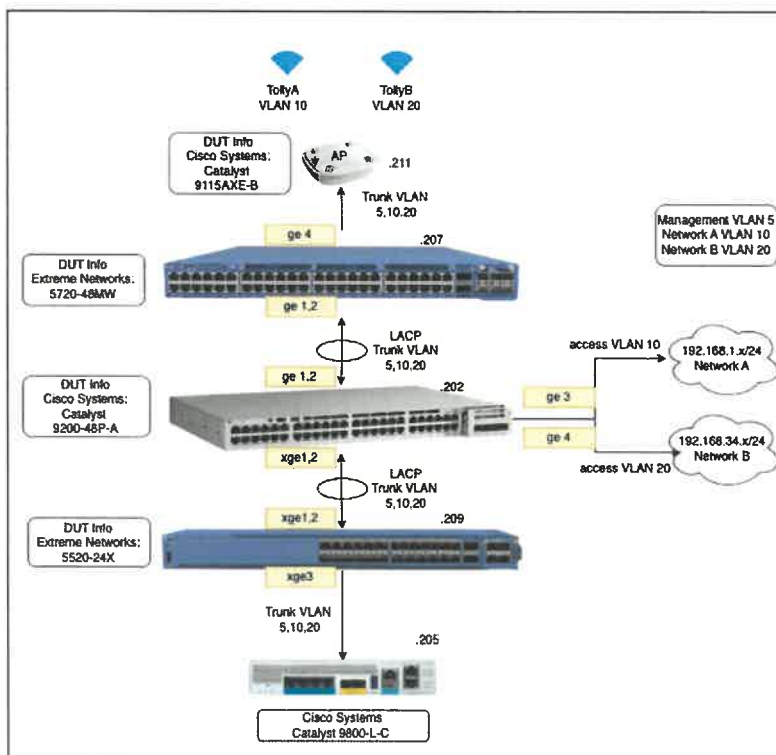 TollyA
VLAN 10
TollyB
VLAN 20
DUT Info
Cisco Systems:
Catalyst
9115AXE-B
AP
.211
Trunk VLAN
5,10.20
ge 4
.207
Management VLAN 5
Network A VLAN 10
Network B VLAN 20
DUT Info
Extreme Networks:
5720-48MW
ge 1,2
LACP
Trunk VLAN
5,10,20
access VLAN 10
192.168.1.x/24
Network A
ge 1,2
.202
DUT Info
Cisco Systems:
Catalyst
9200-48P-A
ge 3
ge 4
192.168.34.x/24
Network B
access VLAN 20
xge1,2
LACP
Trunk VLAN
5,10,20
xge1,2
.209
DUT Info
Extreme Networks:
5520-24X
xge3
Trunk VLAN
5,10,20
.205
Cisco Systems
Catalyst 9800-L-C